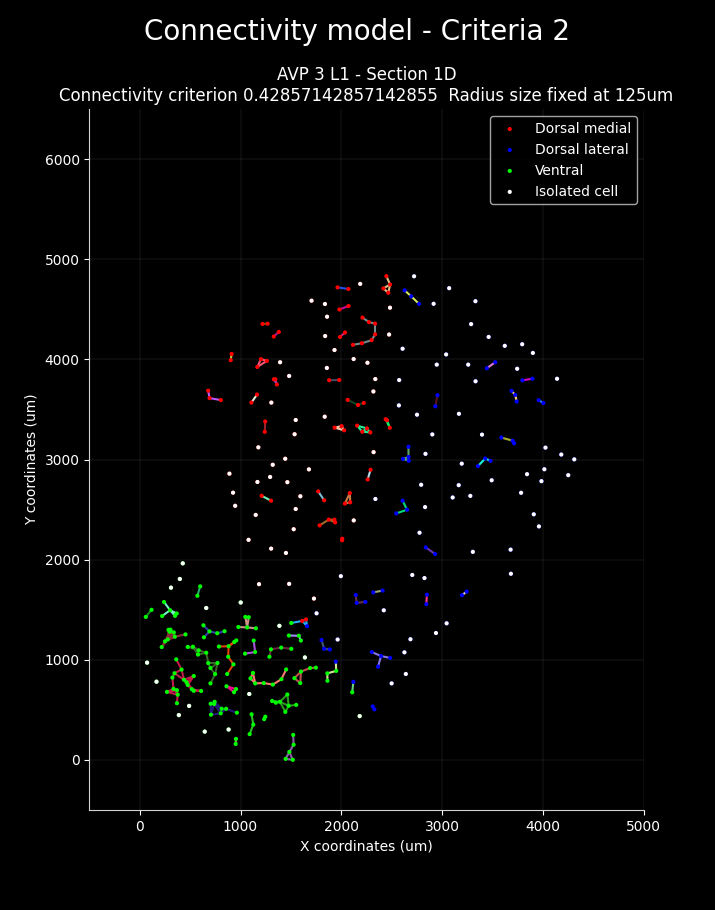 Connectivity model - Criteria 2
AVP 3 L1 - Section 1D
Connectivity criterion 0.42857142857142855  Radius size fixed at 125um
Dorsal medial
Dorsal lateral
Ventral
Isolated cell
6000
5000
4000
3000
2000
1000
0
Y coordinates (um)
0 1000 2000 3000 4000 5000
X coordinates (um)